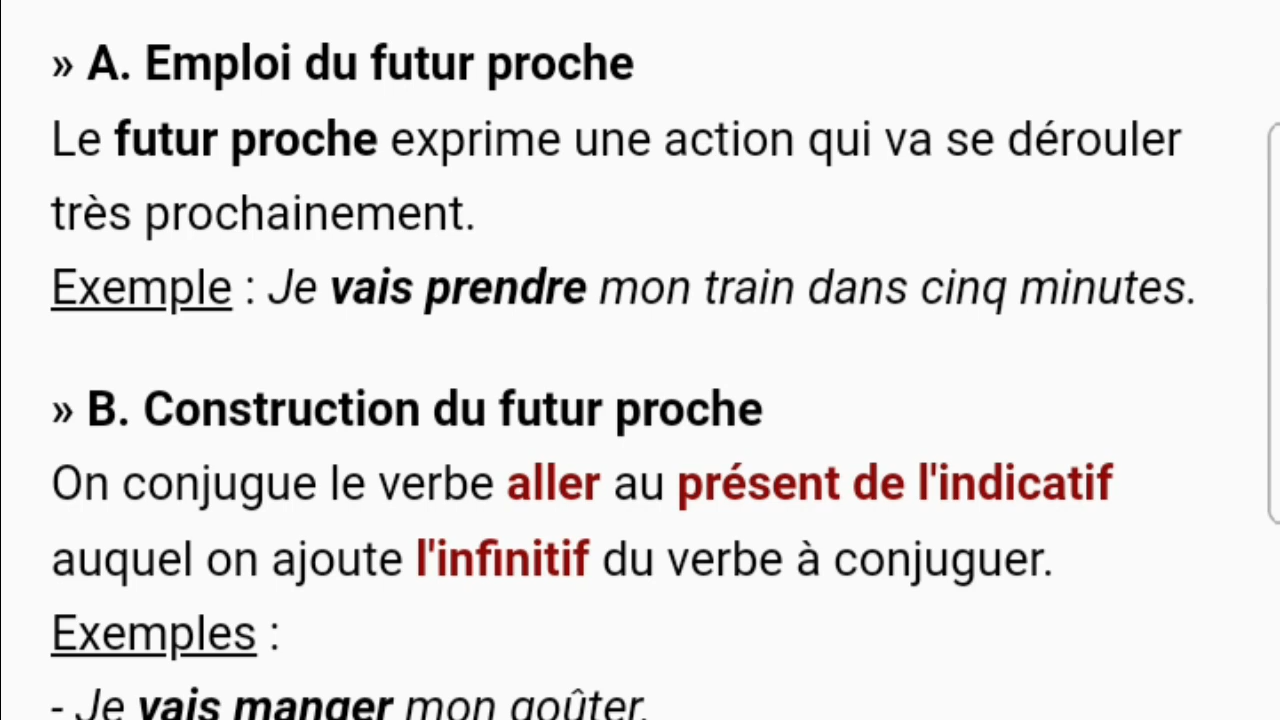 » A. Emploi du futur proche
Le futur proche exprime une action qui va se dérouler
très prochainement.
Exemple : Je vais prendre mon train dans cinq minutes.
» B. Construction du futur proche
On conjugue le verbe aller au présent de l'indicatif
auquel on ajoute l'infinitif du verbe à conjuguer.
Exemples :
- Je vais manger mon goûter.